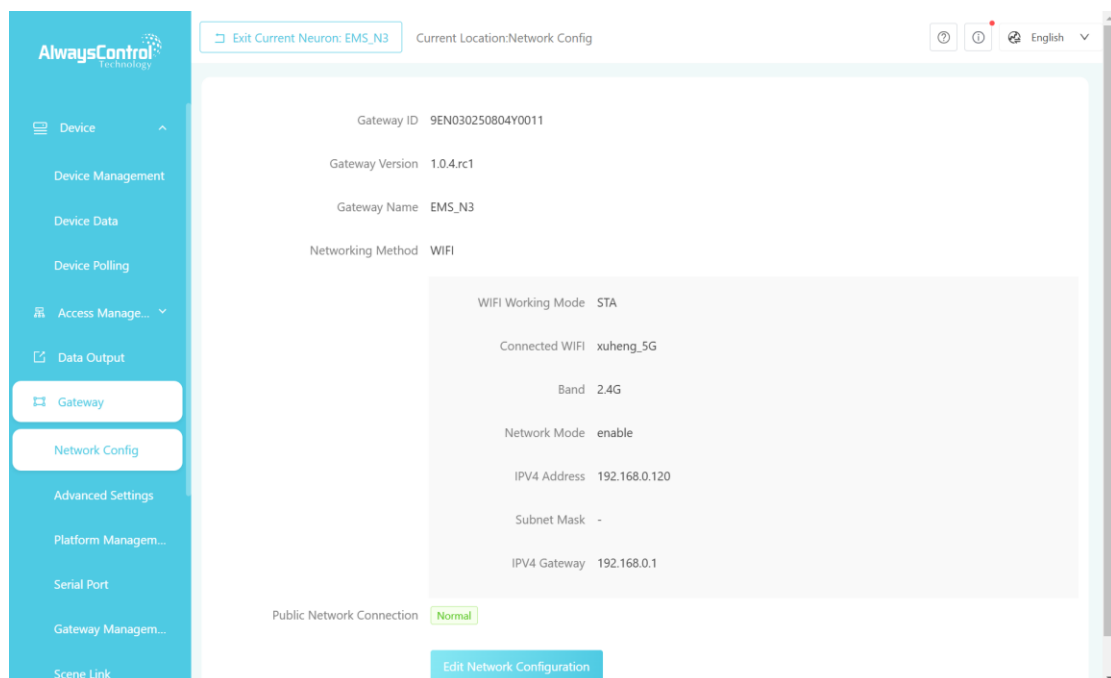 AlwaysControl
Technology
Exit Current Neuron: EMS_N3
Current Location:Network Config
English
Device
Device Management
Device Data
Device Polling
Access Manage...
Data Output
Gateway
Network Config
Advanced Settings
Platform Managem...
Serial Port
Gateway Managem...
Scene Link
Gateway ID 9EN030250804Y0011
Gateway Version 1.0.4.rc1
Gateway Name EMS_N3
Networking Method WIFI
WIFI Working Mode STA
Connected WIFI xuheng_5G
Band 2.4G
Network Mode enable
IPV4 Address 192.168.0.120
Subnet Mask -
IPV4 Gateway 192.168.0.1
Public Network Connection Normal
Edit Network Configuration